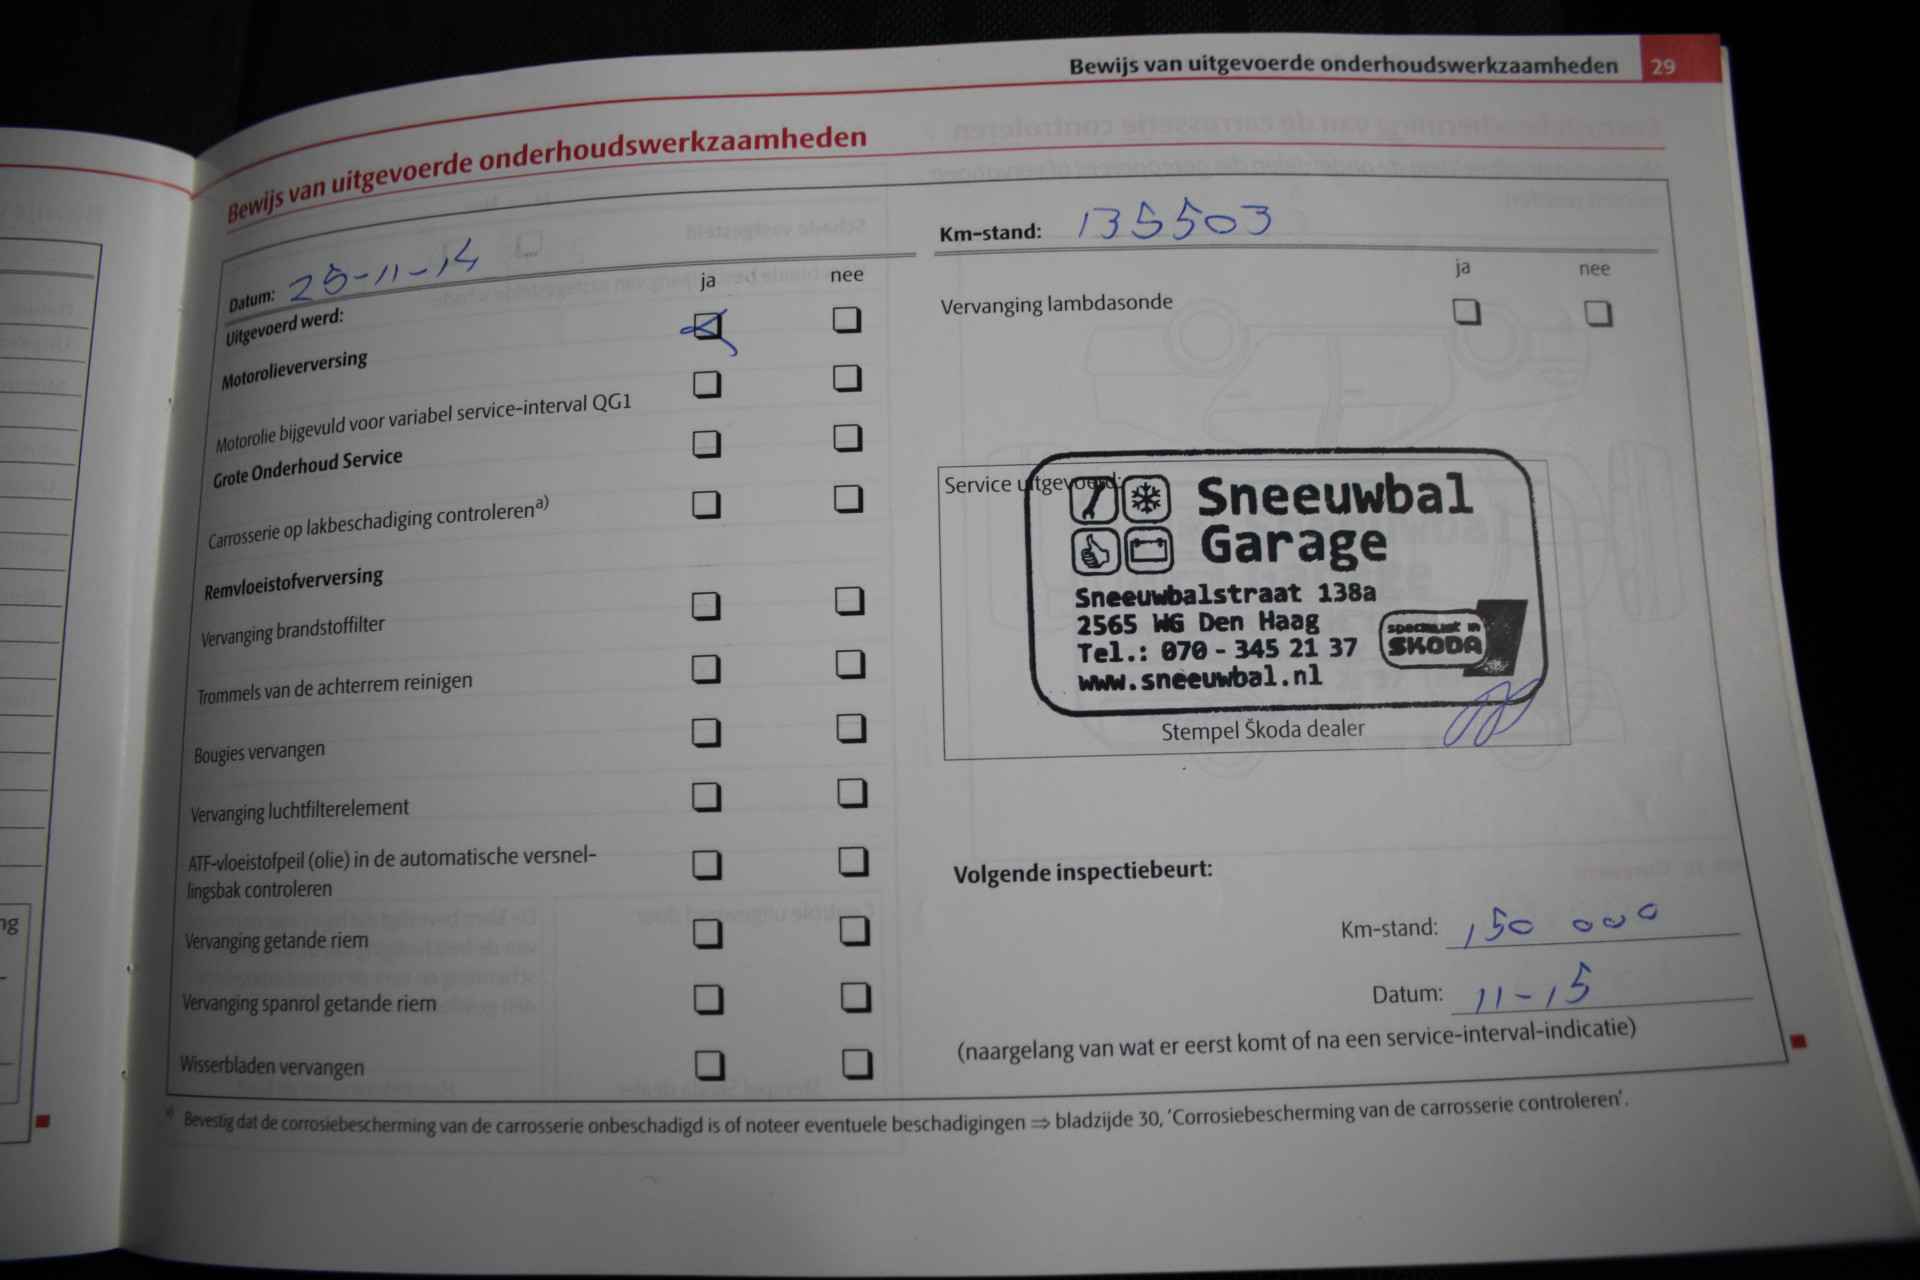 Bewijs van uitgevoerde onderhoudswerkzaamheden 29
Bewijs van uitgevoerde onderhoudswerkzaamheden
Datum: 25-11-14
Km-stand: 135503
Uitgevoerd werd:
ja nee
Motorolieverversing
Motorolie bijgevuld voor variabel service-interval QG1
Grote Onderhoud Service
Carrosserie op lakbeschadiging controleren a)
Remvloeistofverversing
Vervanging brandstoffilter
Trommels van de achterrem reinigen
Bougies vervangen
Vervanging luchtfilterelement
ATF-vloeistofpeil (olie) in de automatische versnel-
lingsbak controleren
Vervanging getande riem
Vervanging spanrol getande riem
Wisserbladen vervangen
ja nee
Vervanging lambdasonde
Service uitgevoerd:
Sneeuwbal
Garage
Sneeuwbalstraat 138a
2565 WG Den Haag
Tel.: 070 - 345 21 37
www.sneeuwbal.nl
specialist in
SKODA
Stempel Škoda dealer
Volgende inspectiebeurt:
Km-stand: 150 000
Datum: 11-15
(naargelang van wat er eerst komt of na een service-interval-indicatie)
a) Bevestig dat de corrosiebescherming van de carrosserie onbeschadigd is of noteer eventuele beschadigingen ⇒ bladzijde 30, 'Corrosiebescherming van de carrosserie controleren'.